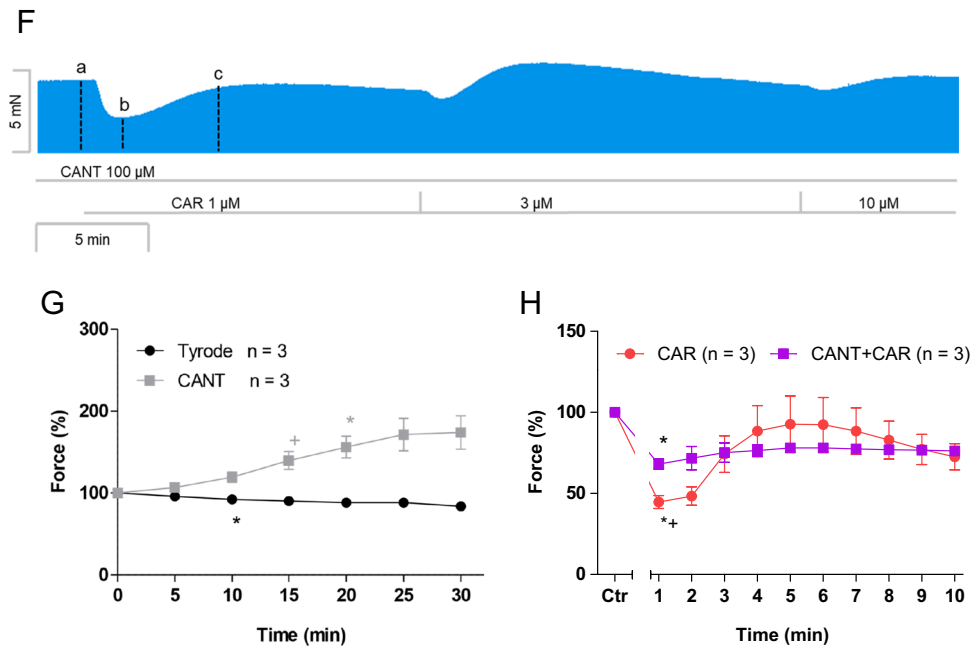 F
a
b
c
5 mN
CANT 100 µM
CAR 1 µM
3 µM
10 µM
5 min
G
300
200
100
0
Force (%)
Tyrode n = 3
CANT n = 3
+
*
*
0 5 10 15 20 25 30
Time (min)
H
150
100
50
0
Force (%)
CAR (n = 3)
CANT+CAR (n = 3)
*
*+
Ctr 1 2 3 4 5 6 7 8 9 10
Time (min)